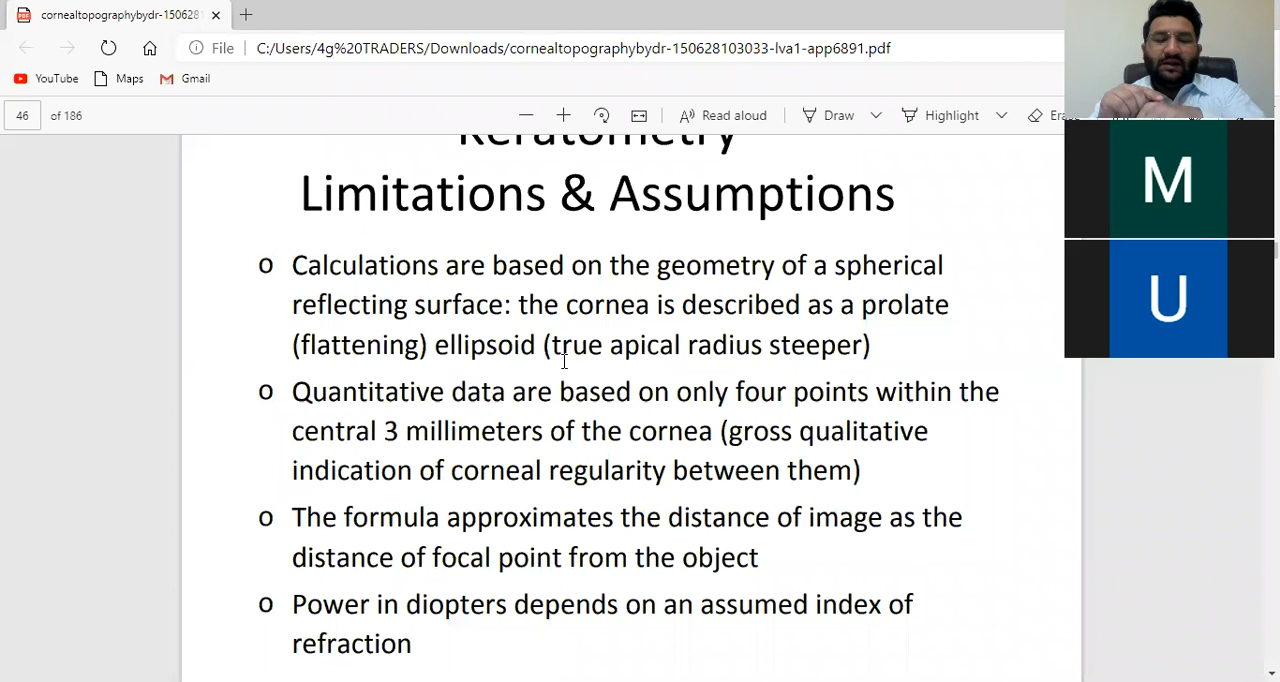 cornealtopographybydr-150628
File
C:/Users/4g%20TRADERS/Downloads/cornealtopographybydr-150628103033-lva1-app6891.pdf
YouTube
Maps
Gmail
46 of 186
Read aloud
Draw
Highlight
Keratometry
Limitations & Assumptions
o Calculations are based on the geometry of a spherical
reflecting surface: the cornea is described as a prolate
(flattening) ellipsoid (true apical radius steeper)
o Quantitative data are based on only four points within the
central 3 millimeters of the cornea (gross qualitative
indication of corneal regularity between them)
o The formula approximates the distance of image as the
distance of focal point from the object
o Power in diopters depends on an assumed index of
refraction
M
U